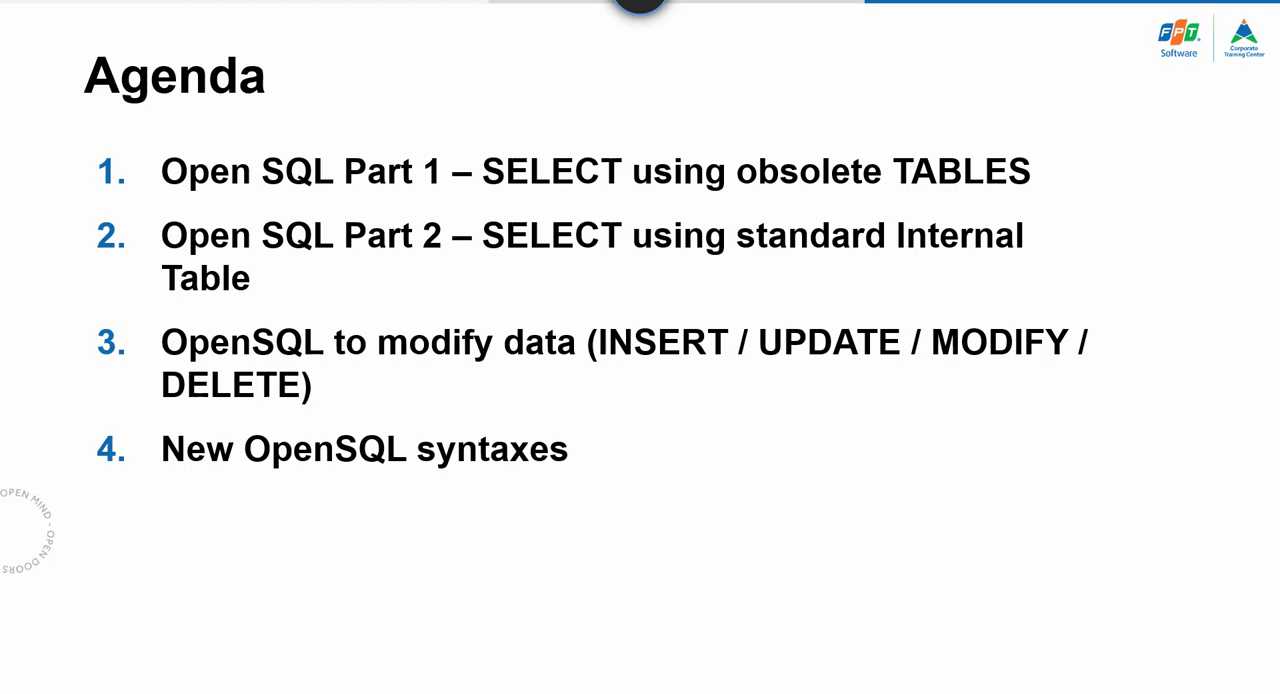 FPT
Software
Corporate
Training Center
Agenda
1. Open SQL Part 1 – SELECT using obsolete TABLES
2. Open SQL Part 2 – SELECT using standard Internal
Table
3. OpenSQL to modify data (INSERT / UPDATE / MODIFY /
DELETE)
4. New OpenSQL syntaxes
OPEN MIND - OPEN DOORS